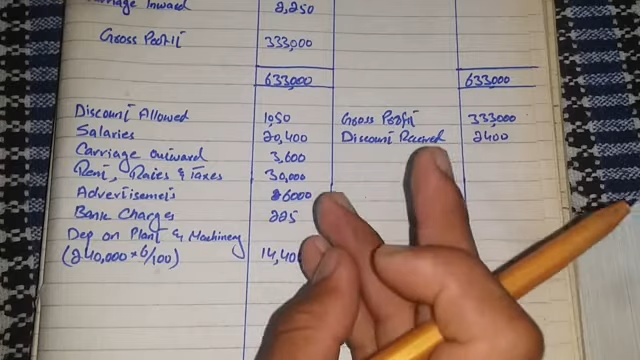 Carriage Inward 2,250
Gross Profit 333,000
633,000 633,000
Discount Allowed 1950 Gross Profit 333,000
Salaries 20,400 Discount Received 2400
Carriage outward 3,600
Rent, Rates & Taxes 30,000
Advertisements 26000
Bank Charges 225
Dep on Plant & Machinery
(240,000 * 6/100) 14,40